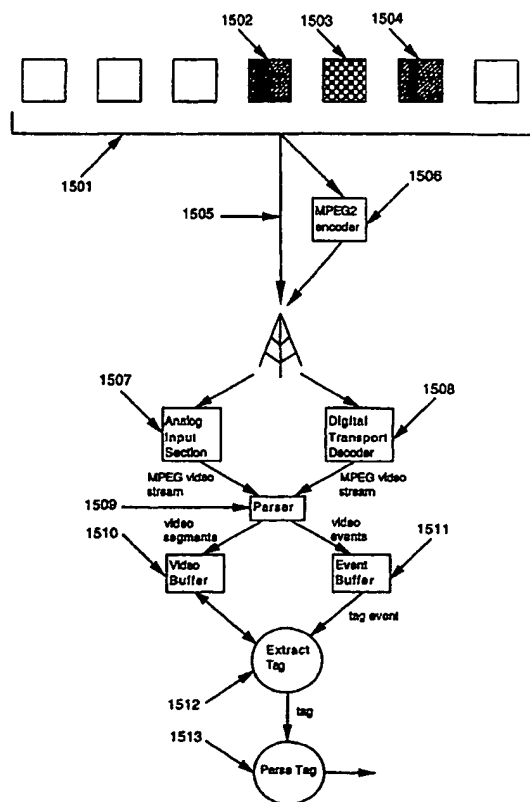 1502
1503
1504
1501
1505
1506
MPEG2
encoder
1507
1508
Analog
Input
Section
Digital
Transport
Decoder
MPEG video
stream
MPEG video
stream
1509
Parser
video
segments
video
events
1510
1511
Video
Buffer
Event
Buffer
tag event
Extract
Tag
1512
tag
1513
Parse Tag